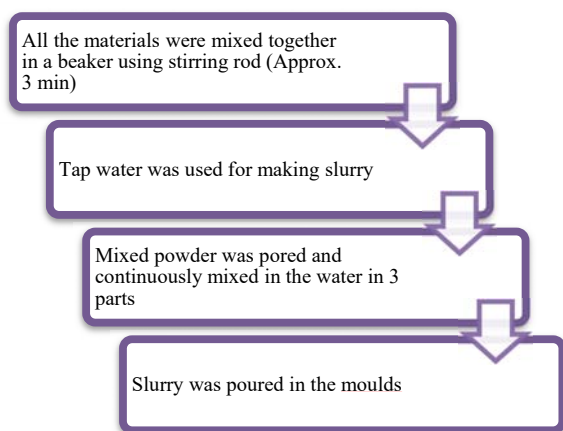 All the materials were mixed together
in a beaker using stirring rod (Approx.
3 min)
Tap water was used for making slurry
Mixed powder was pored and
continuously mixed in the water in 3
parts
Slurry was poured in the moulds